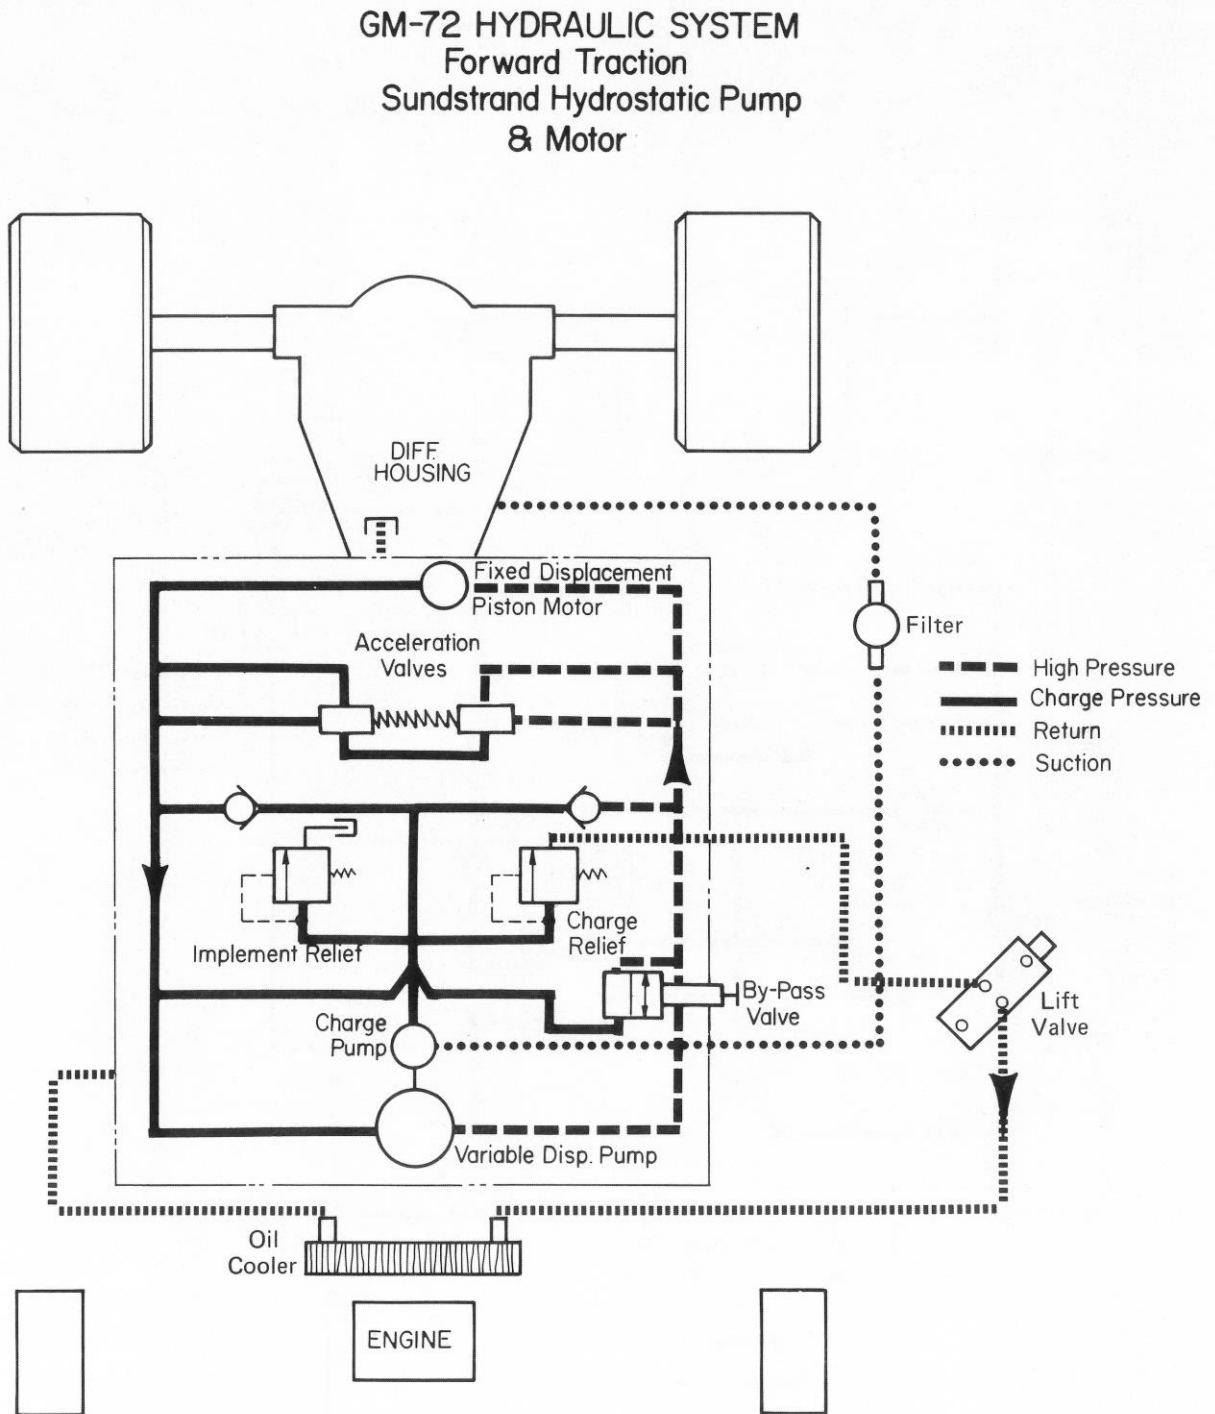 GM-72 HYDRAULIC SYSTEM
Forward Traction
Sundstrand Hydrostatic Pump
& Motor
DIFF.
HOUSING
Fixed Displacement
Piston Motor
Acceleration
Valves
Filter
High Pressure
Charge Pressure
Return
Suction
Charge
Relief
Implement Relief
By-Pass
Valve
Lift
Valve
Charge
Pump
Variable Disp. Pump
Oil
Cooler
ENGINE